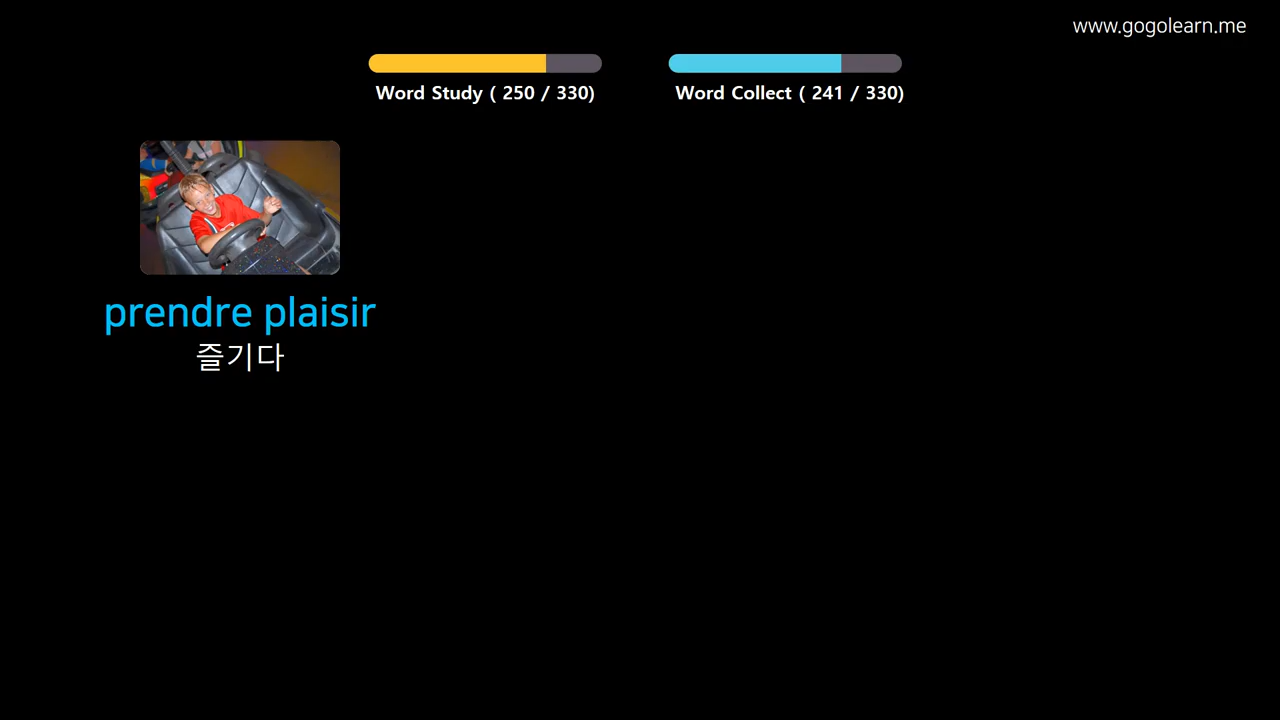 www.gogolearn.me
Word Study ( 250 / 330)
Word Collect ( 241 / 330)
prendre plaisir
즐기다